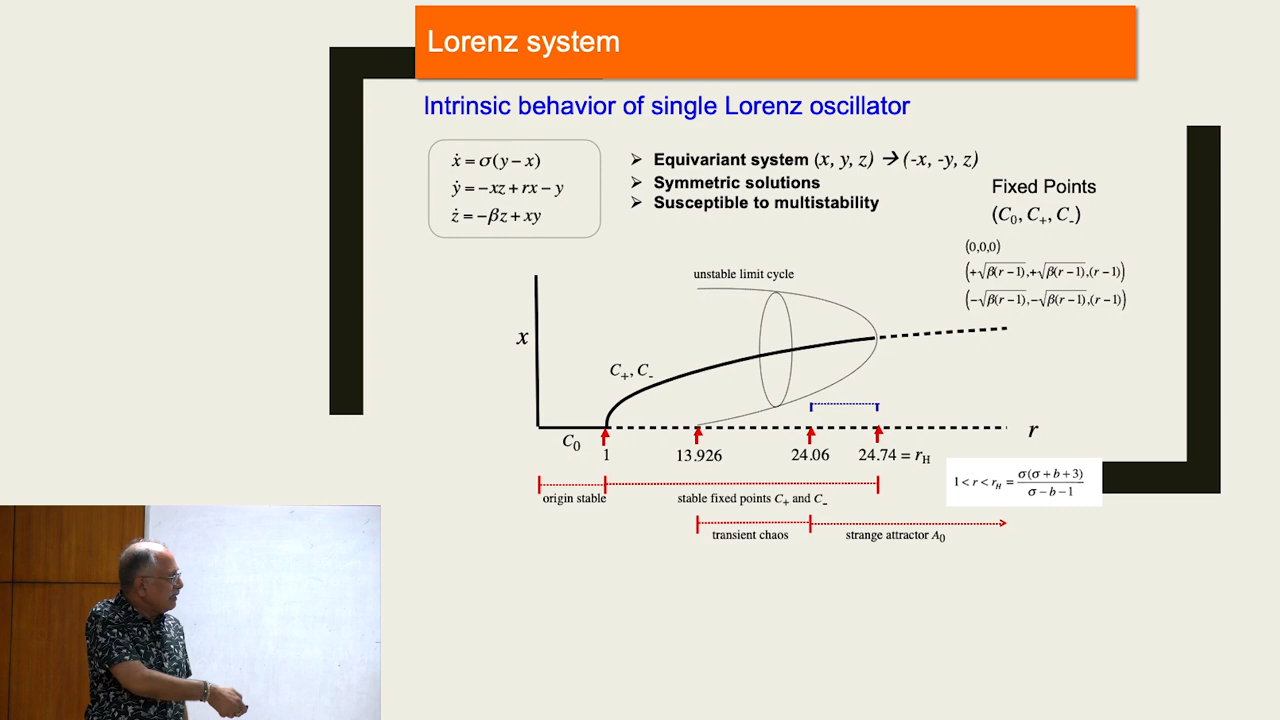 Lorenz system
Intrinsic behavior of single Lorenz oscillator
ẋ = σ(y − x)
ẏ = −xz + rx − y
ż = −βz + xy
➢ Equivariant system (x, y, z) → (-x, -y, z)
➢ Symmetric solutions
➢ Susceptible to multistability
Fixed Points
(C₀, C₊, C₋)
(0,0,0)
(+√β(r−1),+√β(r−1),(r−1))
(−√β(r−1),−√β(r−1),(r−1))
unstable limit cycle
x
C₊, C₋
C₀
r
1
13.926
24.06
24.74 = r_H
1 < r < r_H = σ(σ + b + 3) / σ − b − 1
origin stable
stable fixed points C₊ and C₋
transient chaos
strange attractor A₀